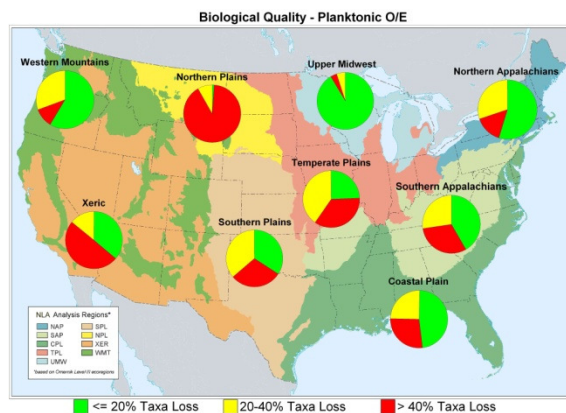 Biological Quality - Planktonic O/E
Western Mountains
Northern Plains
Upper Midwest
Northern Appalachians
Temperate Plains
Southern Appalachians
Xeric
Southern Plains
Coastal Plain
NLA Analysis Regions*
NAP SPL
SAP NPL
CPL XER
TPL WMT
UMW
*based on Omernik Level III ecoregions
<= 20% Taxa Loss 20-40% Taxa Loss > 40% Taxa Loss